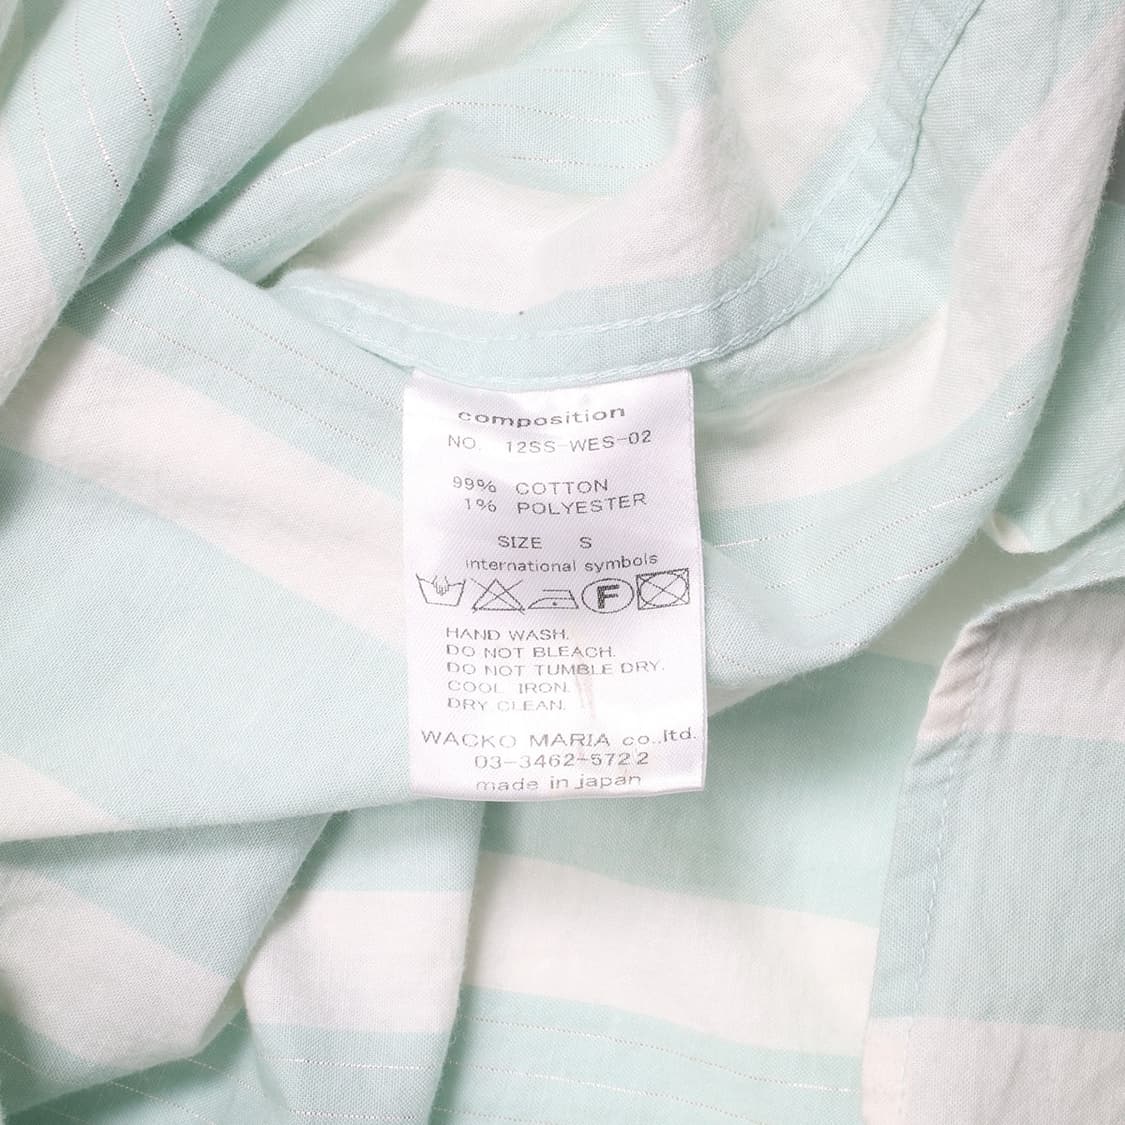 composition
NO. 12SS-WES-02
99% COTTON
1% POLYESTER
SIZE S
international symbols
F
HAND WASH.
DO NOT BLEACH.
DO NOT TUMBLE DRY.
COOL IRON.
DRY CLEAN.
WACKO MARIA co.,ltd.
03-3462-5722
made in japan